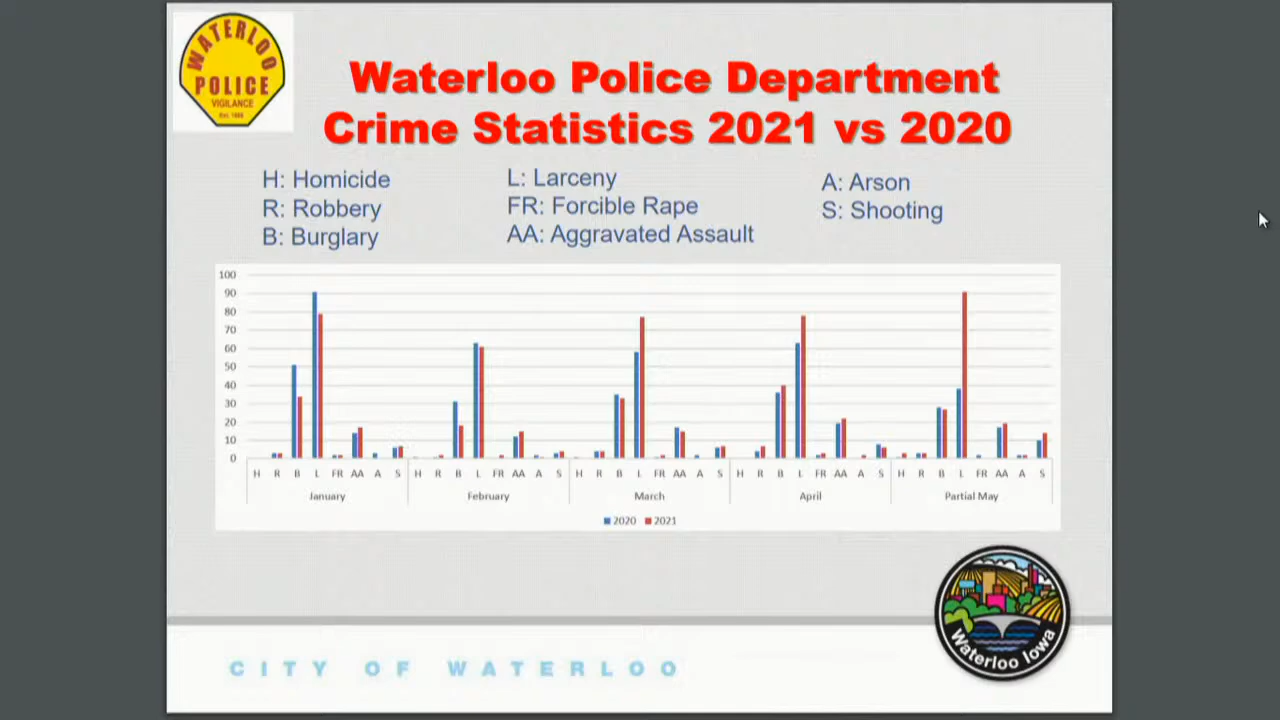 WATERLOO
POLICE
VIGILANCE
Est. 1868
Waterloo Police Department
Crime Statistics 2021 vs 2020
H: Homicide
R: Robbery
B: Burglary
L: Larceny
FR: Forcible Rape
AA: Aggravated Assault
A: Arson
S: Shooting
100
90
80
70
60
50
40
30
20
10
0
H R B L FR AA A S H R B L FR AA A S H R B L FR AA A S H R B L FR AA A S H R B L FR AA A S
January February March April Partial May
2020 2021
Waterloo Iowa
CITY OF WATERLOO